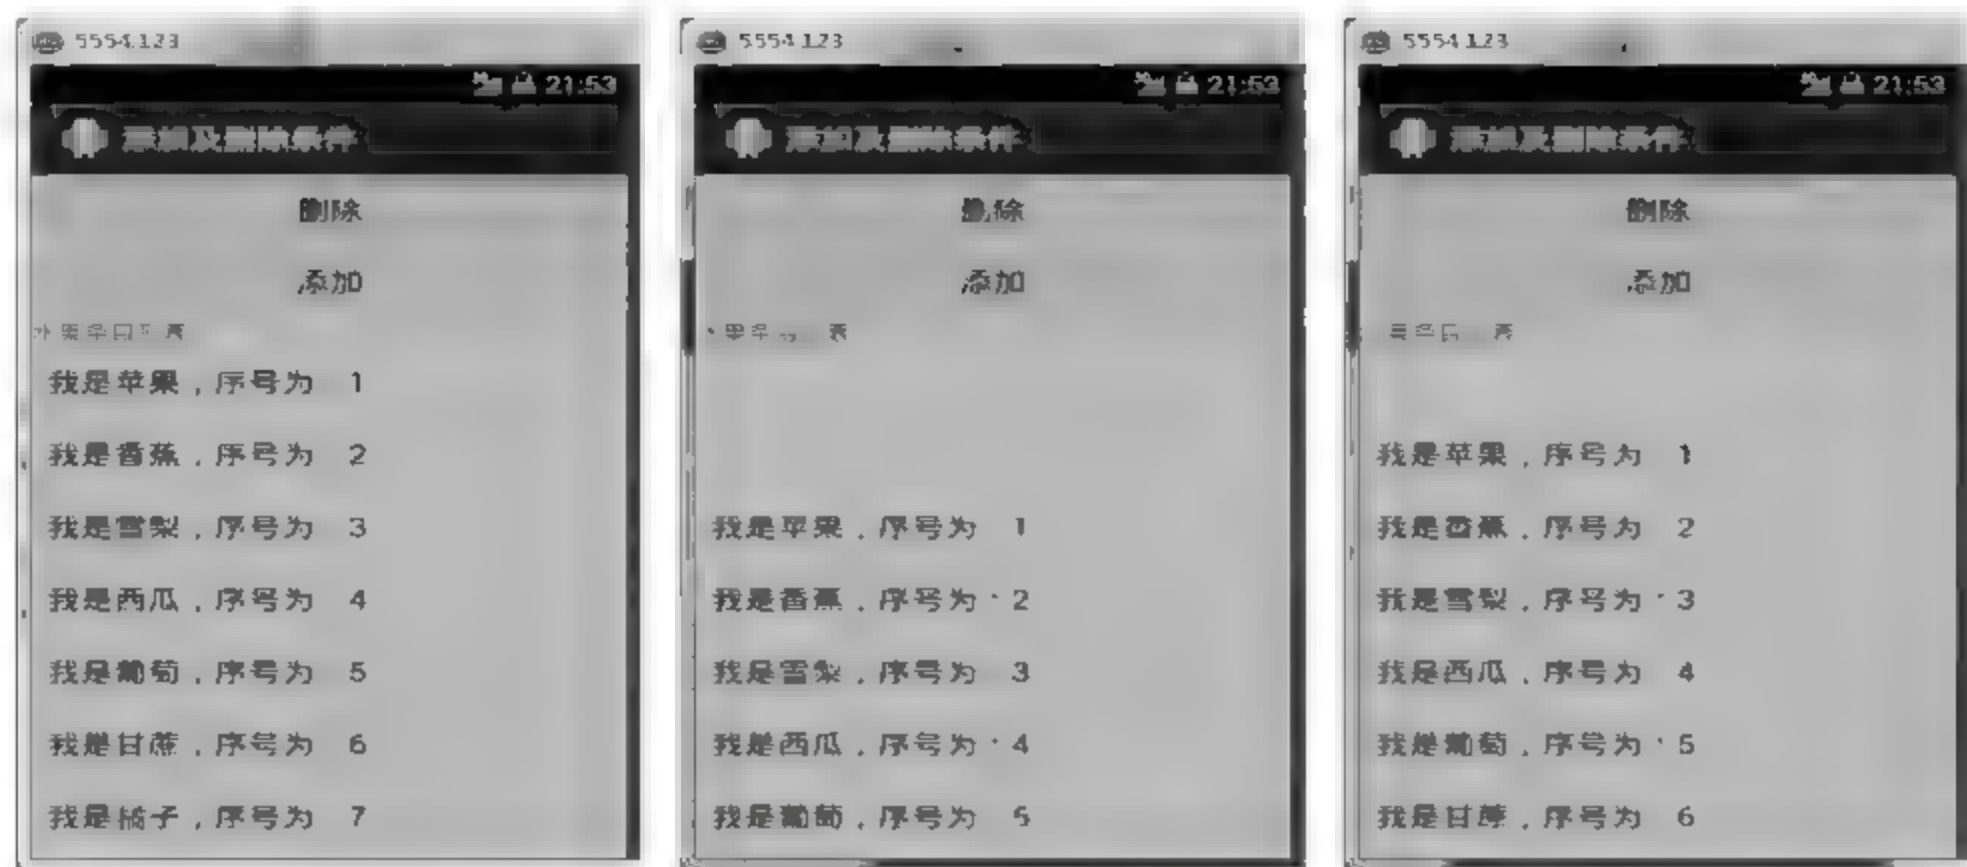 5554:123
21:53
添加及删除条件
删除
添加
水果条目列表
我是苹果，序号为 1
我是香蕉，序号为 2
我是雪梨，序号为 3
我是西瓜，序号为 4
我是葡萄，序号为 5
我是甘蔗，序号为 6
我是橘子，序号为 7
5554:123
21:53
添加及删除条件
删除
添加
我是苹果，序号为 1
我是香蕉，序号为 2
我是雪梨，序号为 3
我是西瓜，序号为 4
我是葡萄，序号为 5
5554:123
21:53
添加及删除条件
删除
添加
我是苹果，序号为 1
我是香蕉，序号为 2
我是雪梨，序号为 3
我是西瓜，序号为 4
我是葡萄，序号为 5
我是甘蔗，序号为 6